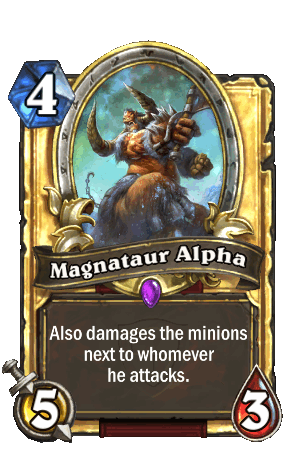 4
Magnataur Alpha
Also damages the minions
next to whomever
he attacks.
5
3